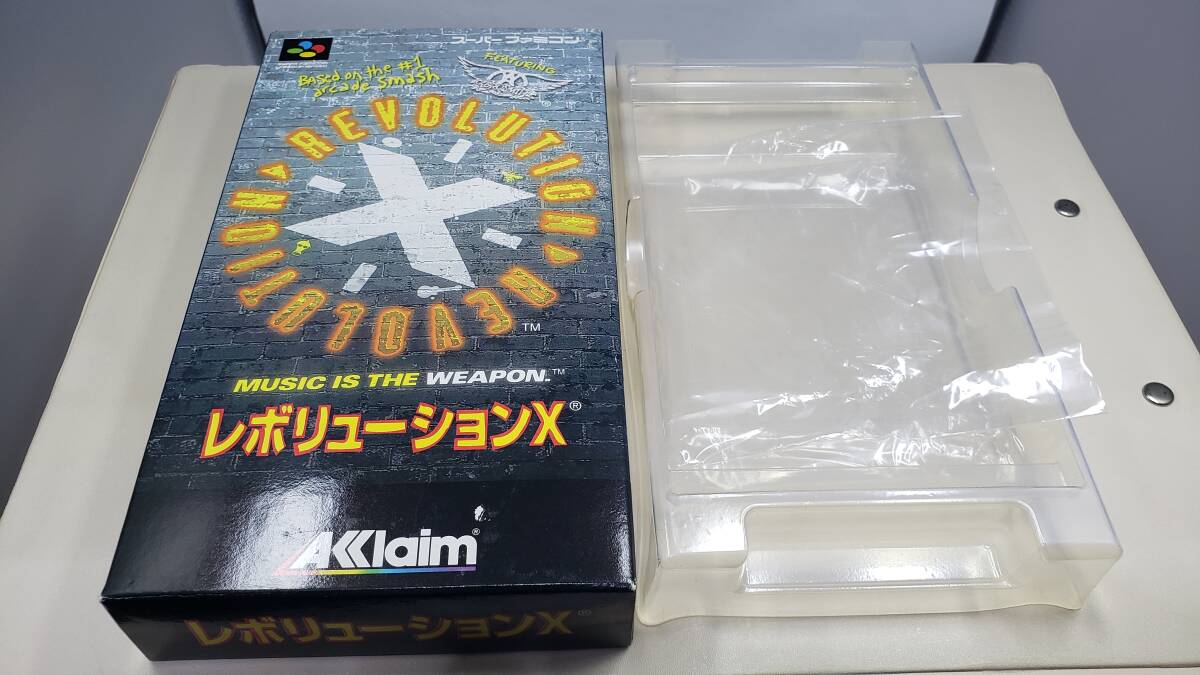 スーパーファミコン
Based on the #1
arcade smash
FEATURING
AEROSMITH
REVOLUTION REVOLUTION
X
TM
MUSIC IS THE WEAPON.™
レボリューションX®
AKKlaim®
レボリューションX®